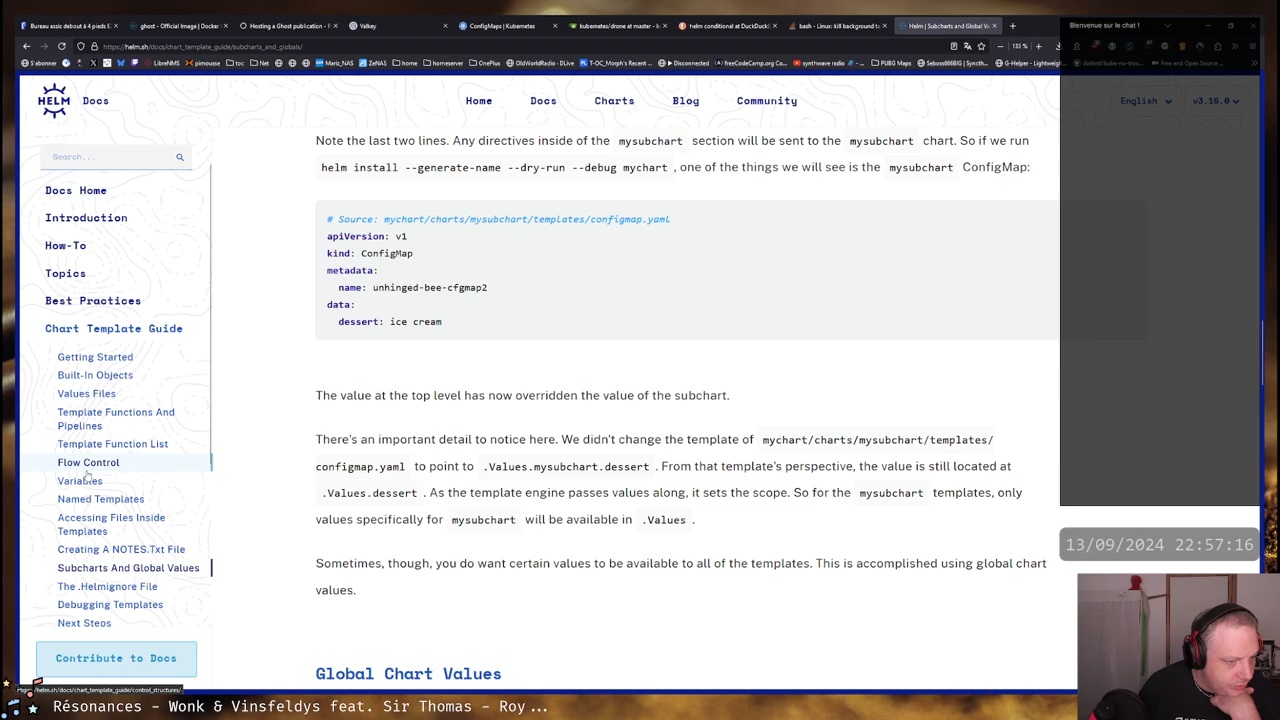 Bureau assis debout à 4 pieds E
ghost - Official Image | Docker
Hosting a Ghost publication - F
Valkey
ConfigMaps | Kubernetes
kubernetes/drone at master - k
helm conditional at DuckDuckG
bash - Linux: kill background ta
Helm | Subcharts and Global Va
Bienvenue sur le chat !
https://helm.sh/docs/chart_template_guide/subcharts_and_globals/
133 %
S'abonner
LibreNMS
pimouss
toc
Net
Maris_NAS
ZeNAS
home
homeserver
OnePlus
OldWorldRadio - DLive
T-OC_Morph's Recent ...
Disconnected
freeCodeCamp.org Co...
synthwave radio
PUBG Maps
Seboss666IG | Syncth...
G-Helper - Lightweigh...
HELM
Docs
Home
Docs
Charts
Blog
Community
English
v3.16.0
Search...
Docs Home
Introduction
How-To
Topics
Best Practices
Chart Template Guide
Getting Started
Built-In Objects
Values Files
Template Functions And
Pipelines
Template Function List
Flow Control
Variables
Named Templates
Accessing Files Inside
Templates
Creating A NOTES.Txt File
Subcharts And Global Values
The .Helmignore File
Debugging Templates
Next Steps
Contribute to Docs
Note the last two lines. Any directives inside of the mysubchart section will be sent to the mysubchart chart. So if we run
helm install --generate-name --dry-run --debug mychart , one of the things we will see is the mysubchart ConfigMap:
# Source: mychart/charts/mysubchart/templates/configmap.yaml
apiVersion: v1
kind: ConfigMap
metadata:
name: unhinged-bee-cfgmap2
data:
dessert: ice cream
The value at the top level has now overridden the value of the subchart.
There's an important detail to notice here. We didn't change the template of mychart/charts/mysubchart/templates/
configmap.yaml to point to .Values.mysubchart.dessert . From that template's perspective, the value is still located at
.Values.dessert . As the template engine passes values along, it sets the scope. So for the mysubchart templates, only
values specifically for mysubchart will be available in .Values .
Sometimes, though, you do want certain values to be available to all of the templates. This is accomplished using global chart
values.
Global Chart Values
13/09/2024 22:57:16
https://helm.sh/docs/chart_template_guide/control_structures/
Résonances - Wonk & Vinsfeldys feat. Sir Thomas - Roy...